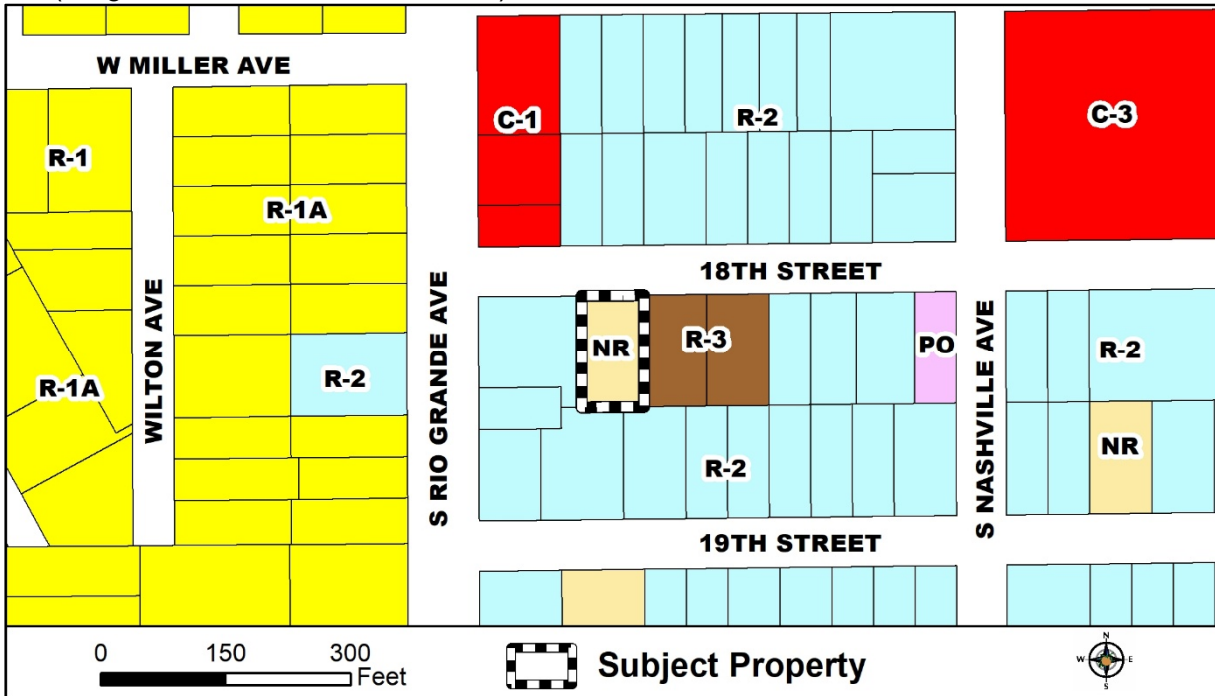 W MILLER AVE
C-1
R-2
C-3
R-1
R-1A
18TH STREET
WILTON AVE
S RIO GRANDE AVE
NR
R-3
PO
S NASHVILLE AVE
R-2
R-1A
R-2
R-2
NR
19TH STREET
0 150 300
Feet
Subject Property
N
W E
S